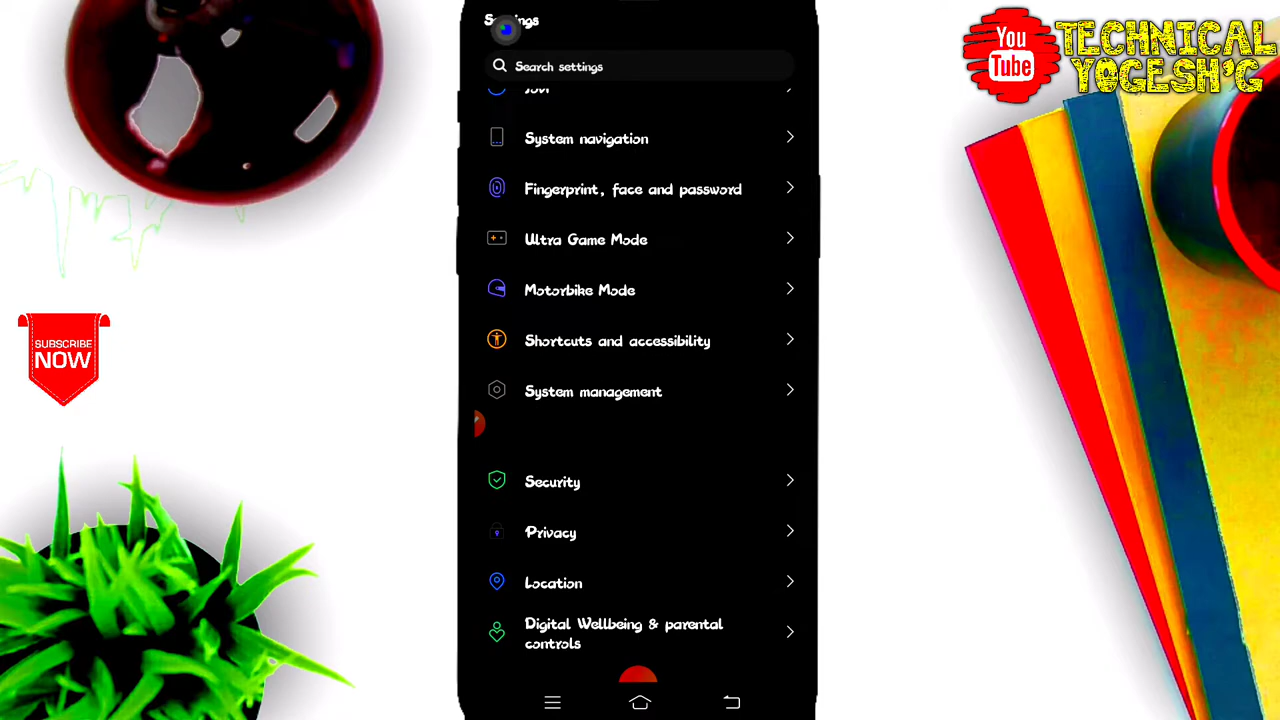 Settings
Search settings
Jovi
System navigation
Fingerprint, face and password
Ultra Game Mode
Motorbike Mode
Shortcuts and accessibility
System management
Security
Privacy
Location
Digital Wellbeing & parental
controls
You
Tube
TECHNICAL
YOGESH'G
SUBSCRIBE
NOW